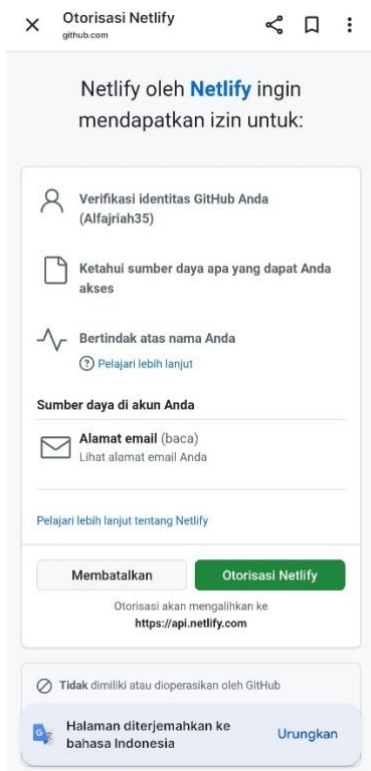 Otorisasi Netlify
github.com
Netlify oleh Netlify ingin
mendapatkan izin untuk:
Verifikasi identitas GitHub Anda
(Alfajriah35)
Ketahui sumber daya apa yang dapat Anda
akses
Bertindak atas nama Anda
Pelajari lebih lanjut
Sumber daya di akun Anda
Alamat email (baca)
Lihat alamat email Anda
Pelajari lebih lanjut tentang Netlify
Membatalkan
Otorisasi Netlify
Otorisasi akan mengalihkan ke
https://api.netlify.com
Tidak dimiliki atau dioperasikan oleh GitHub
Halaman diterjemahkan ke
bahasa Indonesia
Urungkan